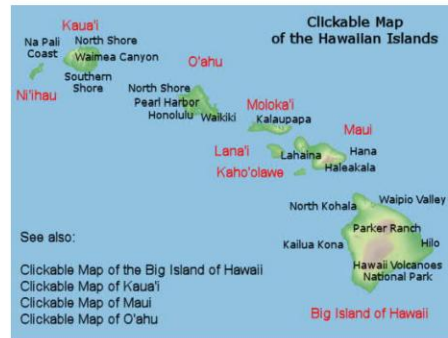 Clickable Map
of the Hawaiian Islands
Kaua'i
Na Pali
Coast
North Shore
Waimea Canyon
Southern
Shore
Ni'ihau
O'ahu
North Shore
Pearl Harbor
Honolulu
Waikiki
Moloka'i
Kalaupapa
Lana'i
Kaho'olawe
Maui
Lahaina
Hana
Haleakala
North Kohala
Waipio Valley
Parker Ranch
Kailua Kona
Hilo
Hawaii Volcanoes
National Park
Big Island of Hawaii
See also:
Clickable Map of the Big Island of Hawaii
Clickable Map of Kaua'i
Clickable Map of Maui
Clickable Map of O'ahu